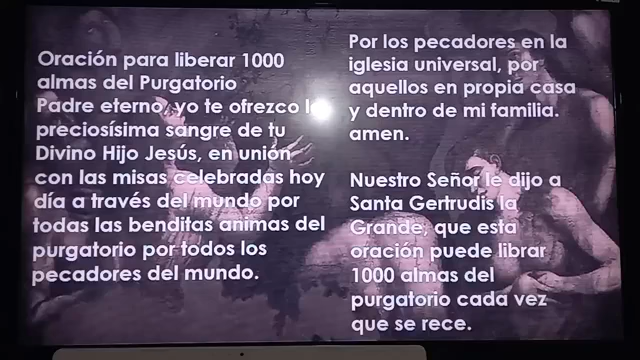 Oración para liberar 1000
almas del Purgatorio
Padre eterno, yo te ofrezco
preciosísima sangre de tu
Divino Hijo Jesús, en unión
con las misas celebradas hoy
día a través del mundo por
todas las benditas animas del
purgatorio por todos los
pecadores del mundo.
Por los pecadores en la
iglesia universal, por
aquellos en propia casa
y dentro de mi familia.
amen.
Nuestro Señor le dijo a
Santa Gertrudis la
Grande, que esta
oración puede librar
1000 almas del
purgatorio cada vez
que se rece.